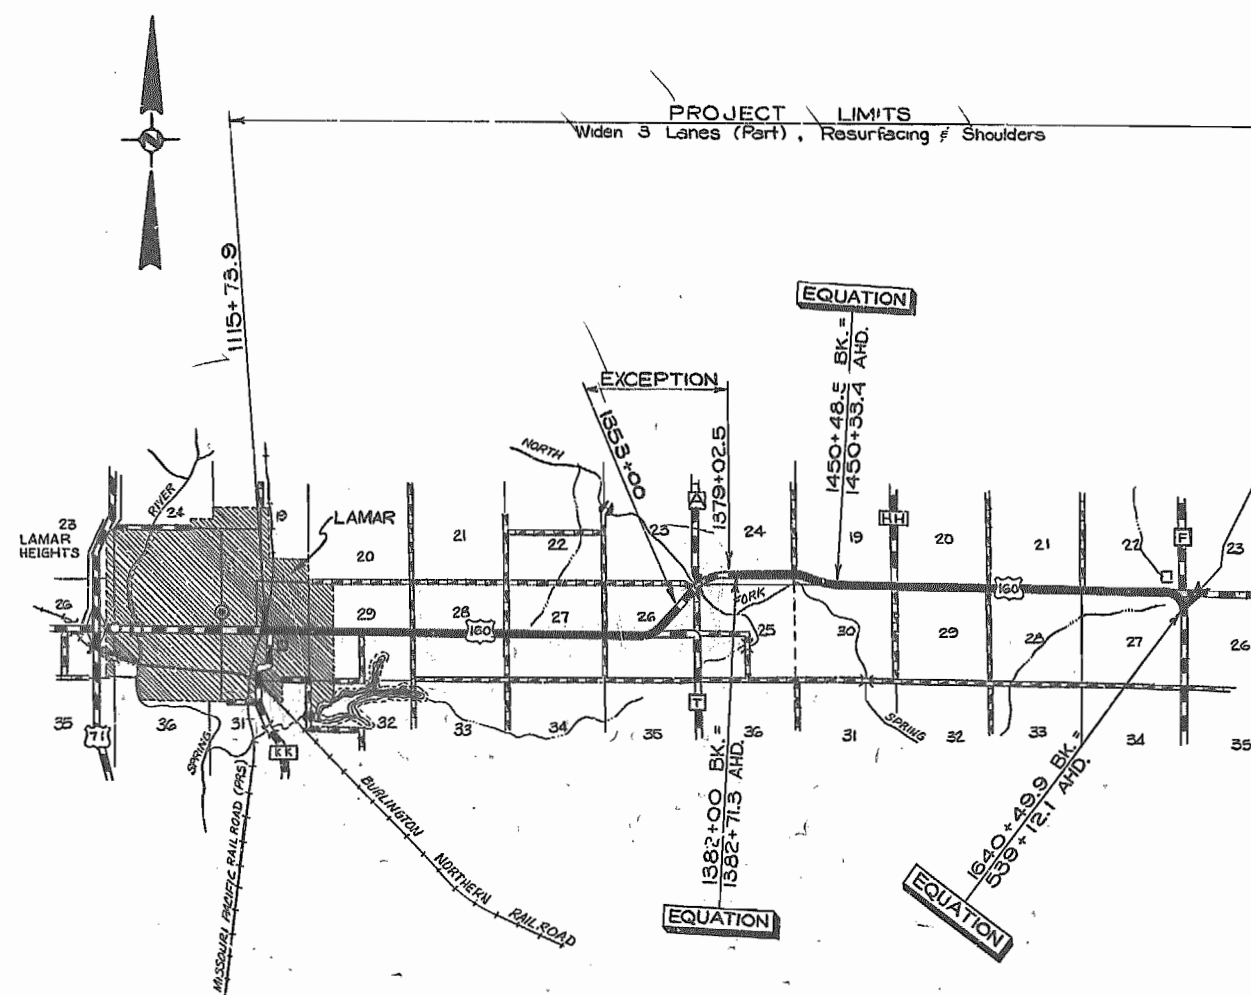 PROJECT LIMITS
Widen 3 Lanes (Part), Resurfacing & Shoulders
N
1115+73.9
EQUATION
1450+48.5 BK. =
1450+33.4 AHD.
EXCEPTION
1353+00
1379+02.5
NORTH
RIVER
LAMAR
23
LAMAR
HEIGHTS
24
19
20
21
22
23
24
19
20
21
22
23
A
HH
F
26
29
28
27
26
25
30
29
28
27
26
160
160
FORK
35
71
36
31
32
33
34
35
T
36
31
32
33
34
35
SPRING
SPRING
KK
MISSOURI PACIFIC RAILROAD (PRS)
BURLINGTON NORTHERN RAILROAD
1382+00 BK. =
1382+71.3 AHD.
EQUATION
1640+49.9 BK. =
539+12.1 AHD.
EQUATION